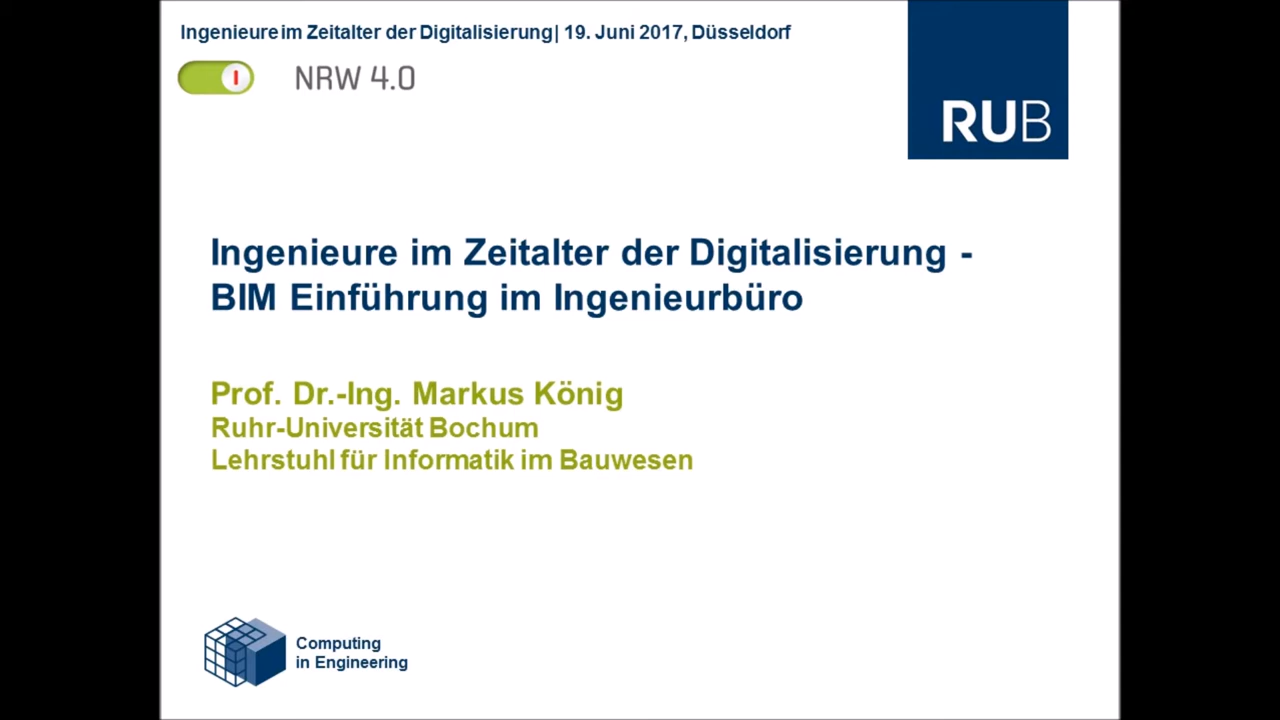 Ingenieure im Zeitalter der Digitalisierung| 19. Juni 2017, Düsseldorf
I
NRW 4.0
RUB
Ingenieure im Zeitalter der Digitalisierung -
BIM Einführung im Ingenieurbüro
Prof. Dr.-Ing. Markus König
Ruhr-Universität Bochum
Lehrstuhl für Informatik im Bauwesen
Computing
in Engineering